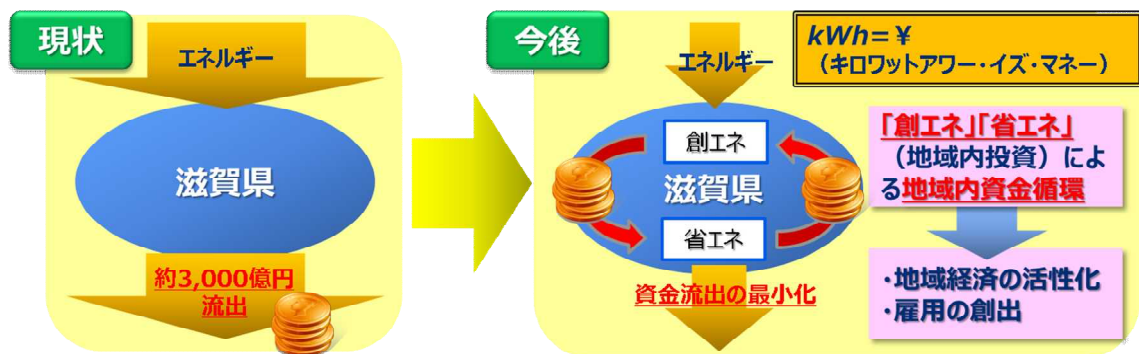 現状
エネルギー
滋賀県
約3,000億円
流出
今後
エネルギー
kWh=¥
(キロワットアワー・イズ・マネー)
創エネ
滋賀県
省エネ
資金流出の最小化
「創エネ」「省エネ」
(地域内投資)によ
る地域内資金循環
・地域経済の活性化
・雇用の創出